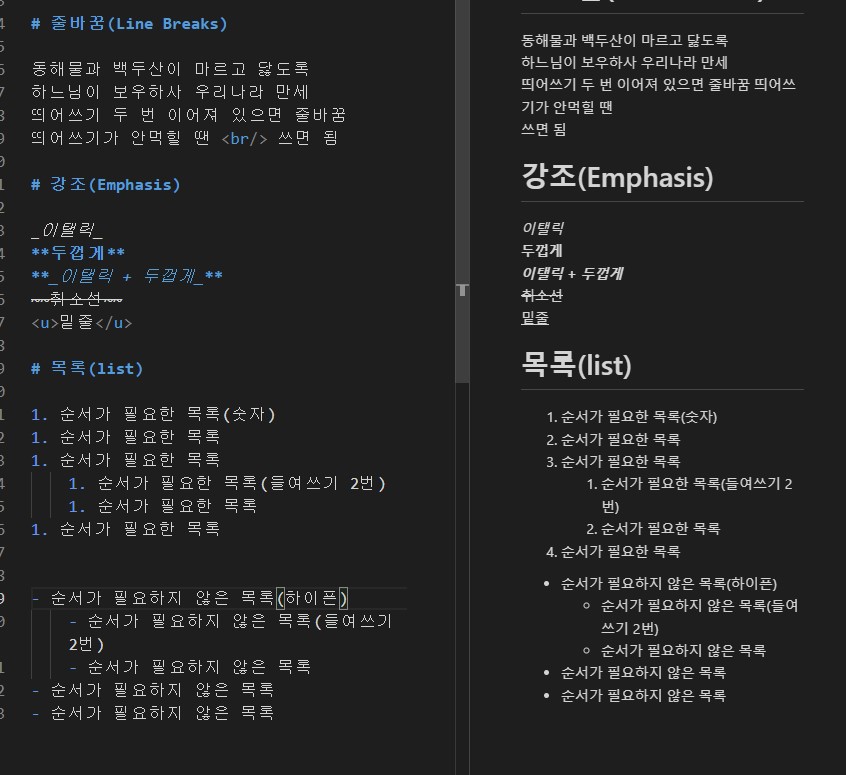 # 줄바꿈(Line Breaks)
동해물과 백두산이 마르고 닳도록
하느님이 보우하사 우리나라 만세
띄어쓰기 두 번 이어져 있으면 줄바꿈
띄어쓰기가 안먹힐 땐 <br/> 쓰면 됨
# 강조(Emphasis)
_이탤릭_
**두껍게**
**_이탤릭 + 두껍게_**
~~취소선~~
<u>밑줄</u>
# 목록(list)
1. 순서가 필요한 목록(숫자)
1. 순서가 필요한 목록
1. 순서가 필요한 목록
1. 순서가 필요한 목록(들여쓰기 2번)
1. 순서가 필요한 목록
1. 순서가 필요한 목록
- 순서가 필요하지 않은 목록(하이픈)
- 순서가 필요하지 않은 목록(들여쓰기
2번)
- 순서가 필요하지 않은 목록
- 순서가 필요하지 않은 목록
- 순서가 필요하지 않은 목록
동해물과 백두산이 마르고 닳도록
하느님이 보우하사 우리나라 만세
띄어쓰기 두 번 이어져 있으면 줄바꿈 띄어쓰
기가 안먹힐 땐
쓰면 됨
강조(Emphasis)
이탤릭
두껍게
이탤릭 + 두껍게
취소선
밑줄
목록(list)
1. 순서가 필요한 목록(숫자)
2. 순서가 필요한 목록
3. 순서가 필요한 목록
1. 순서가 필요한 목록(들여쓰기 2
번)
2. 순서가 필요한 목록
4. 순서가 필요한 목록
• 순서가 필요하지 않은 목록(하이픈)
◦ 순서가 필요하지 않은 목록(들여
쓰기 2번)
◦ 순서가 필요하지 않은 목록
• 순서가 필요하지 않은 목록
• 순서가 필요하지 않은 목록